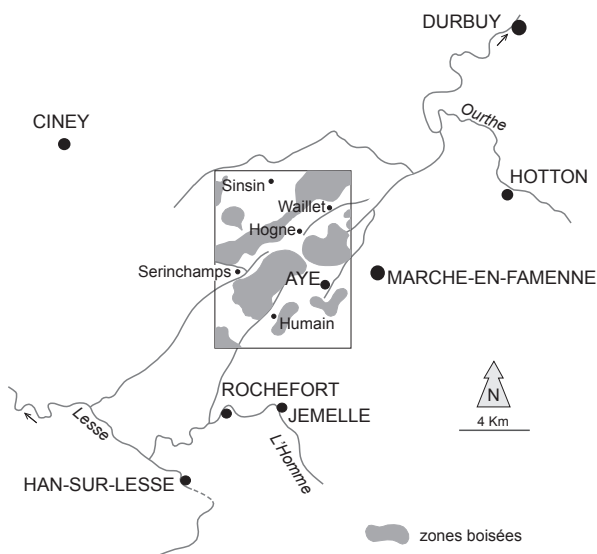 DURBUY
Ourthe
CINEY
HOTTON
Sinsin
Waillet
Hogne
Serinchamps
AYE
MARCHE-EN-FAMENNE
Humain
N
4 Km
ROCHEFORT
JEMELLE
Lesse
L'Homme
HAN-SUR-LESSE
zones boisées